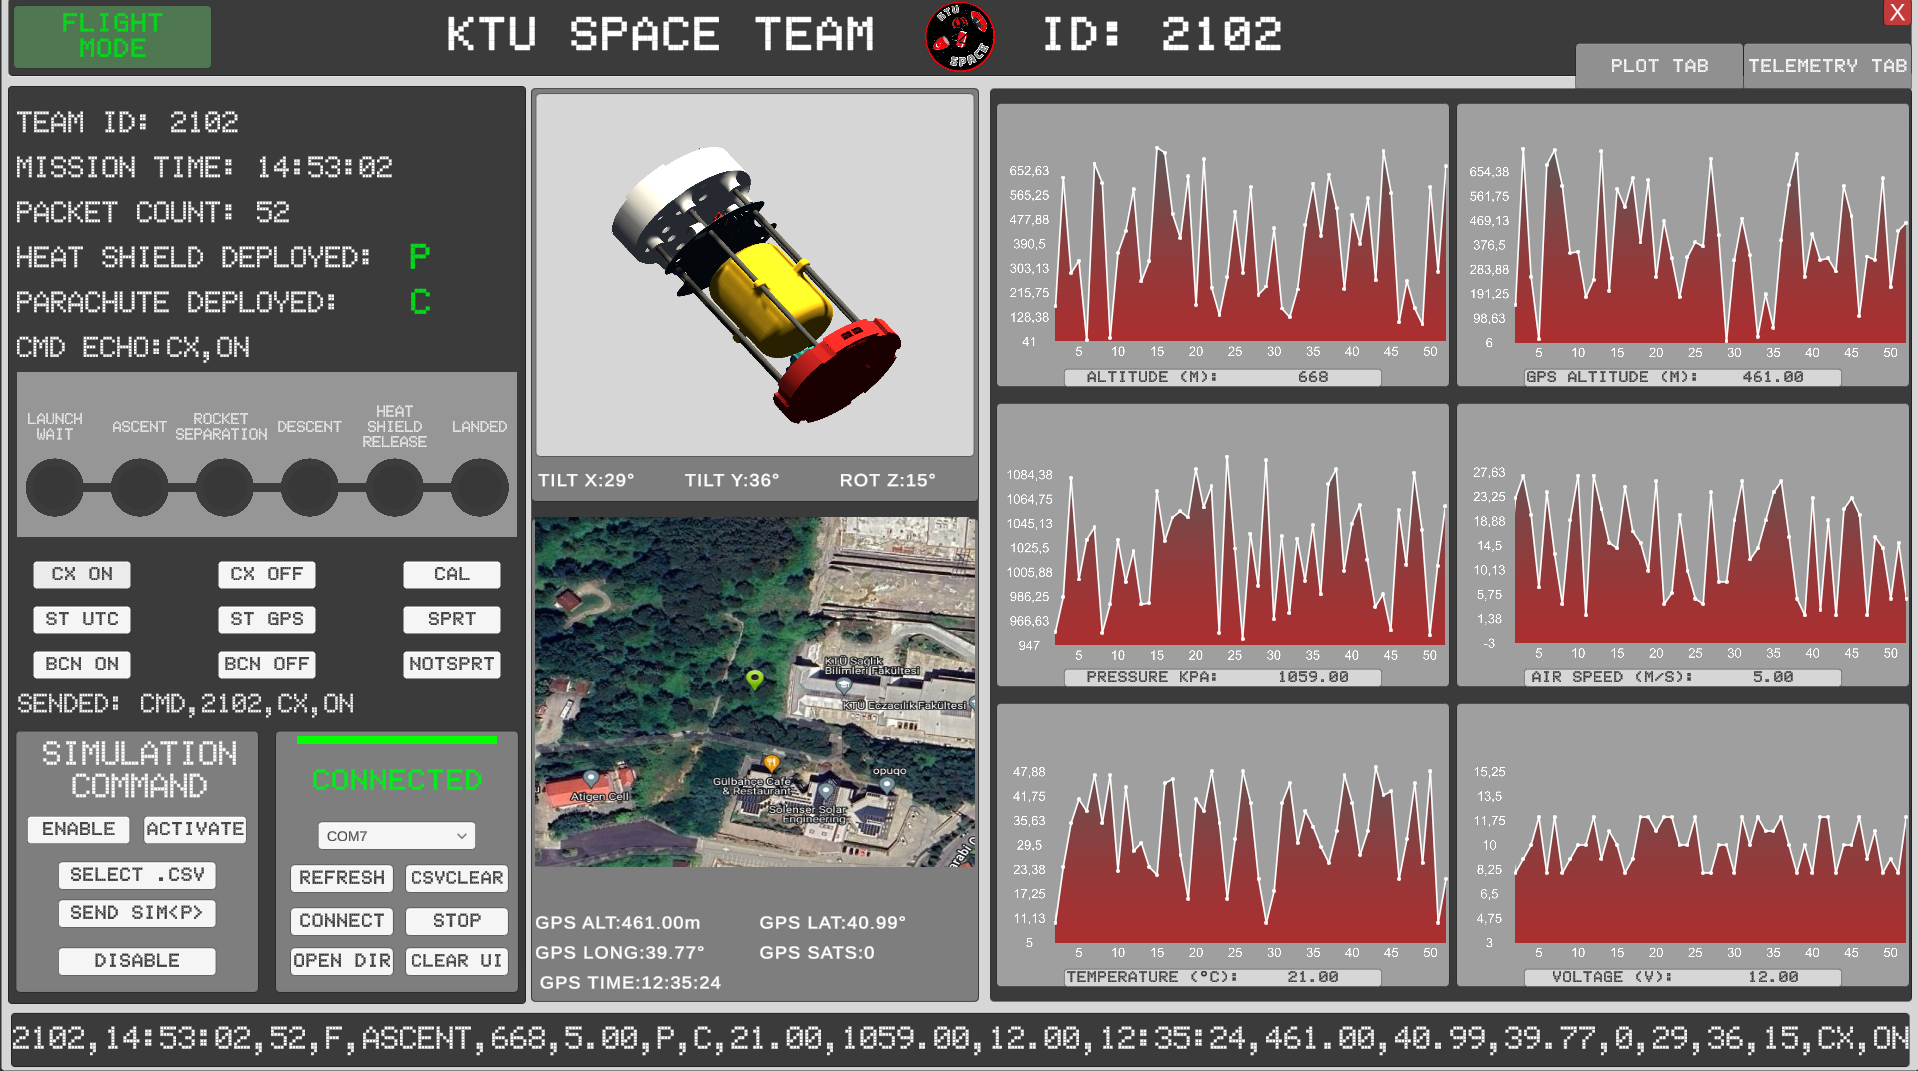 FLIGHT
MODE
KTU SPACE TEAM
KTU
SPACE
ID: 2102
X
PLOT TAB
TELEMETRY TAB
TEAM ID: 2102
MISSION TIME: 14:53:02
PACKET COUNT: 52
HEAT SHIELD DEPLOYED: P
PARACHUTE DEPLOYED: C
CMD ECHO:CX,ON
LAUNCH
WAIT
ASCENT
ROCKET
SEPARATION
DESCENT
HEAT
SHIELD
RELEASE
LANDED
CX ON
CX OFF
CAL
ST UTC
ST GPS
SPRT
BCN ON
BCN OFF
NOTSPRT
SENDED: CMD,2102,CX,ON
SIMULATION
COMMAND
ENABLE
ACTIVATE
SELECT .CSV
SEND SIM<P>
DISABLE
CONNECTED
COM7
REFRESH
CSVCLEAR
CONNECT
STOP
OPEN DIR
CLEAR UI
TILT X:29°
TILT Y:36°
ROT Z:15°
KTÜ Sağlık
Bilimleri Fakültesi
KTÜ Eczacılık Fakültesi
opuqo
Gülbahçe Cafe
& Restaurant
Atigen Cell
Solenser Solar
Engineering
arabi C
GPS ALT:461.00m
GPS LAT:40.99°
GPS LONG:39.77°
GPS SATS:0
GPS TIME:12:35:24
652,63
565,25
477,88
390,5
303,13
215,75
128,38
41
5 10 15 20 25 30 35 40 45 50
ALTITUDE (M): 668
654,38
561,75
469,13
376,5
283,88
191,25
98,63
6
5 10 15 20 25 30 35 40 45 50
GPS ALTITUDE (M): 461.00
1084,38
1064,75
1045,13
1025,5
1005,88
986,25
966,63
947
5 10 15 20 25 30 35 40 45 50
PRESSURE KPA: 1059.00
27,63
23,25
18,88
14,5
10,13
5,75
1,38
-3
5 10 15 20 25 30 35 40 45 50
AIR SPEED (M/S): 5.00
47,88
41,75
35,63
29,5
23,38
17,25
11,13
5
5 10 15 20 25 30 35 40 45 50
TEMPERATURE (°C): 21.00
15,25
13,5
11,75
10
8,25
6,5
4,75
3
5 10 15 20 25 30 35 40 45 50
VOLTAGE (V): 12.00
2102,14:53:02,52,F,ASCENT,668,5.00,P,C,21.00,1059.00,12.00,12:35:24,461.00,40.99,39.77,0,29,36,15,CX,ON